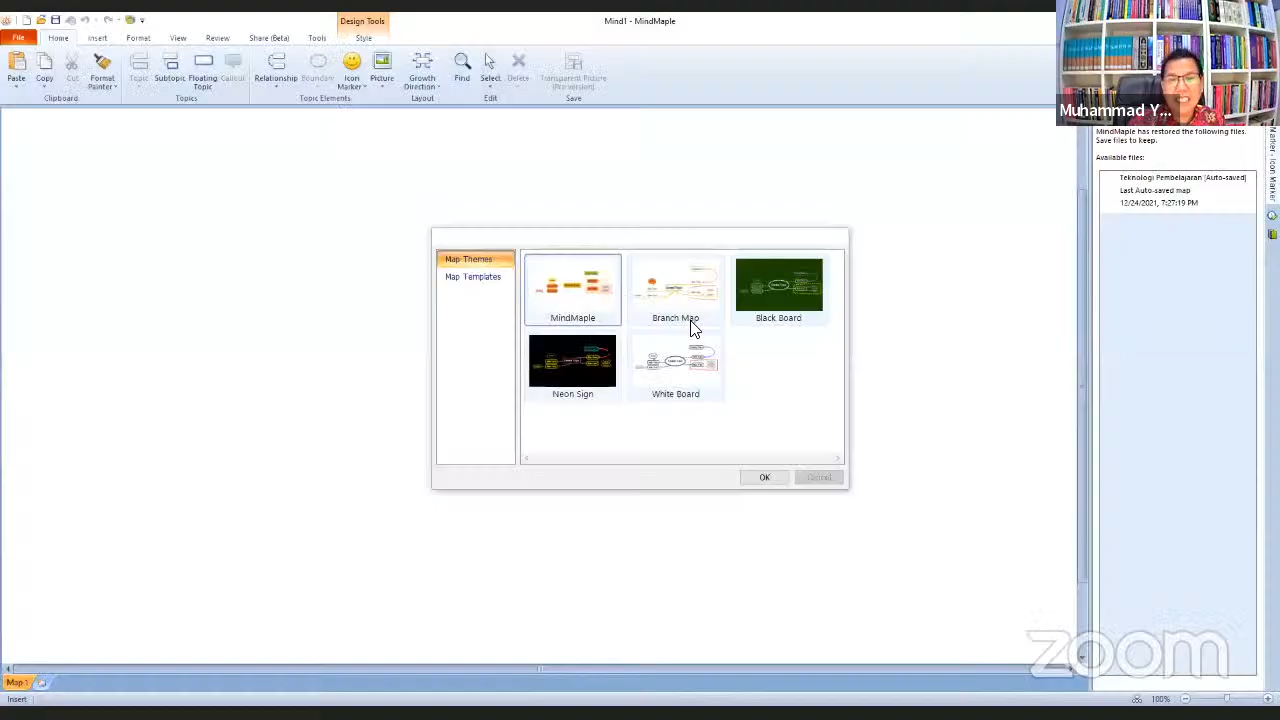 Design Tools
Mind1 - MindMaple
File
Home
Insert
Format
View
Review
Share (Beta)
Tools
Style
Paste
Copy
Cut
Format Painter
Clipboard
Topic
Subtopic
Floating Topic
Callout
Topics
Relationship
Boundary
Icon Marker
Picture
Topic Elements
Growth Direction
Layout
Find
Select
Delete
Edit
Transparent Picture (Pro version)
Save
Muhammad Y...
MindMaple has restored the following files.
Save files to keep.
Available files:
Teknologi Pembelajaran [Auto-saved]
Last Auto-saved map
12/24/2021, 7:27:19 PM
Marker - Icon Marker
Map Themes
Map Templates
MindMaple
Branch Map
Black Board
Neon Sign
White Board
OK
Cancel
zoom
Map 1
Insert
100%